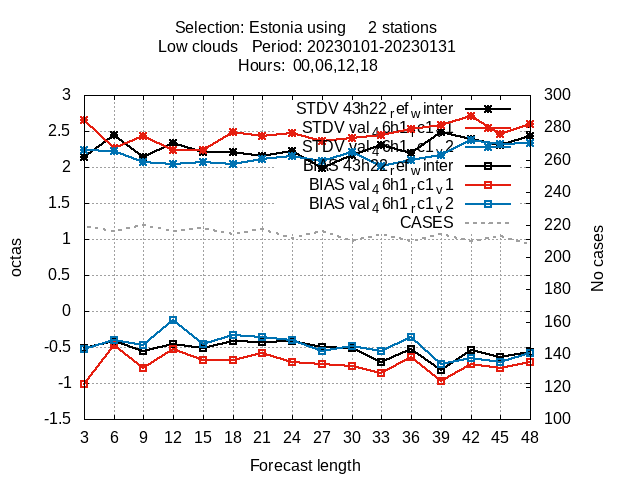 Selection: Estonia using 2 stations
Low clouds Period: 20230101-20230131
Hours: 00,06,12,18
3
2.5
2
1.5
1
0.5
0
-0.5
-1
-1.5
octas
300
280
260
240
220
200
180
160
140
120
100
No cases
STDV 43h22_ref_winter
STDV val_46h1_rc1_v1
STDV val_46h1_rc1_v2
BIAS 43h22_ref_winter
BIAS val_46h1_rc1_v1
BIAS val_46h1_rc1_v2
CASES
3 6 9 12 15 18 21 24 27 30 33 36 39 42 45 48
Forecast length